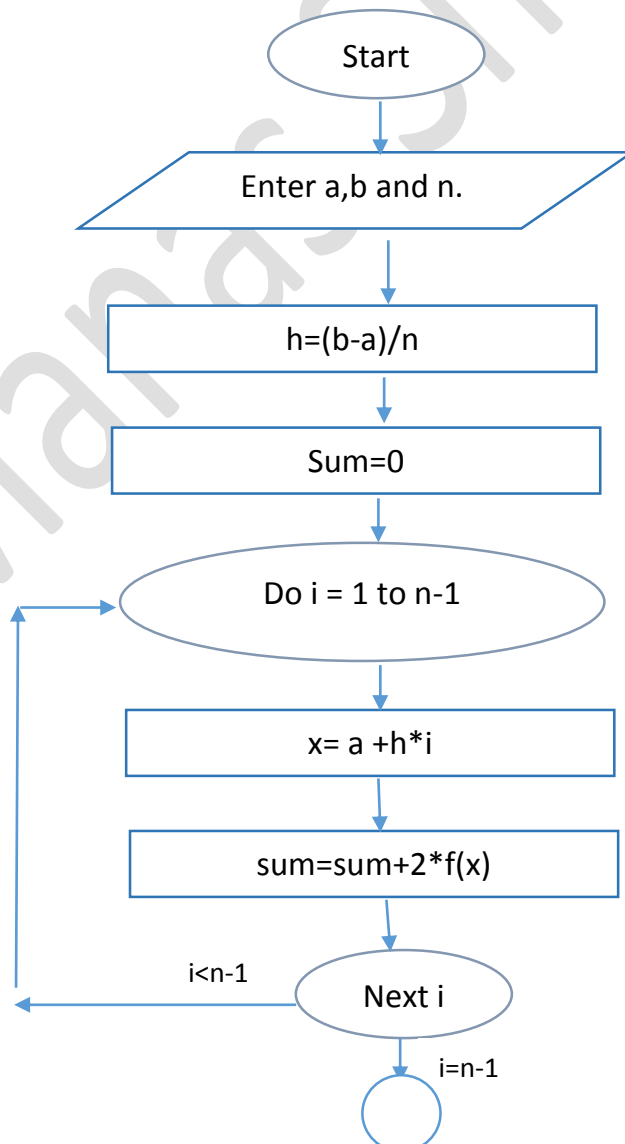 Start
Enter a,b and n.
h=(b-a)/n
Sum=0
Do i = 1 to n-1
x= a +h*i
sum=sum+2*f(x)
i<n-1
Next i
i=n-1